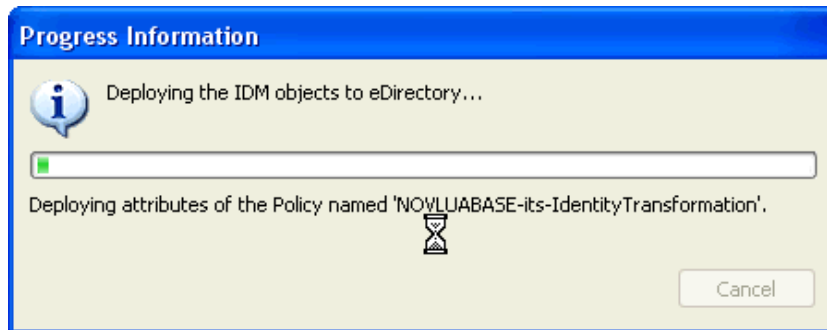 Progress Information
Deploying the IDM objects to eDirectory...
Deploying attributes of the Policy named 'NOVLUABASE-its-IdentityTransformation'.
Cancel